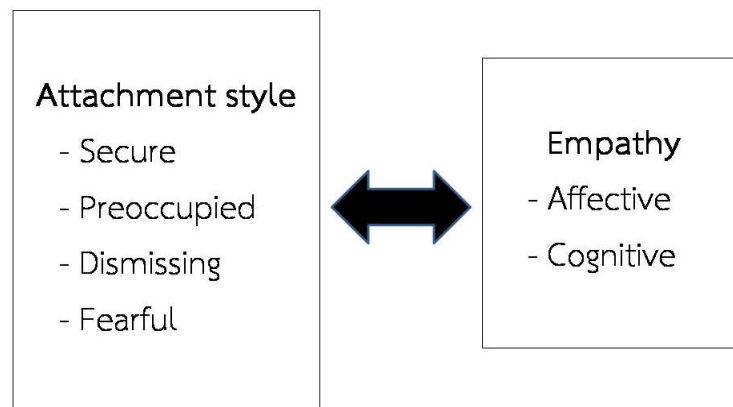 Attachment style
- Secure
- Preoccupied
- Dismissing
- Fearful
Empathy
- Affective
- Cognitive